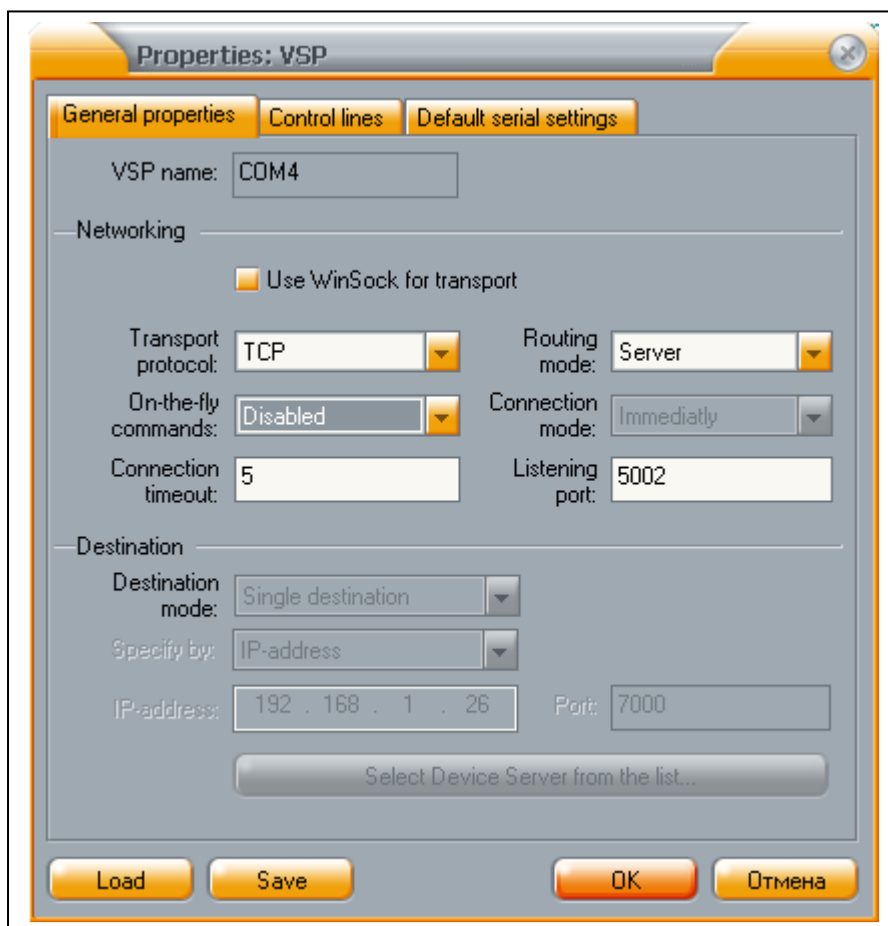 Properties: VSP
General properties Control lines Default serial settings
VSP name: COM4
Networking
Use WinSock for transport
Transport protocol: TCP Routing mode: Server
On-the-fly commands: Disabled Connection mode: Immediatly
Connection timeout: 5 Listening port: 5002
Destination
Destination mode: Single destination
Specify by: IP-address
IP-address: 192 . 168 . 1 . 26 Port: 7000
Select Device Server from the list...
Load Save OK Отмена